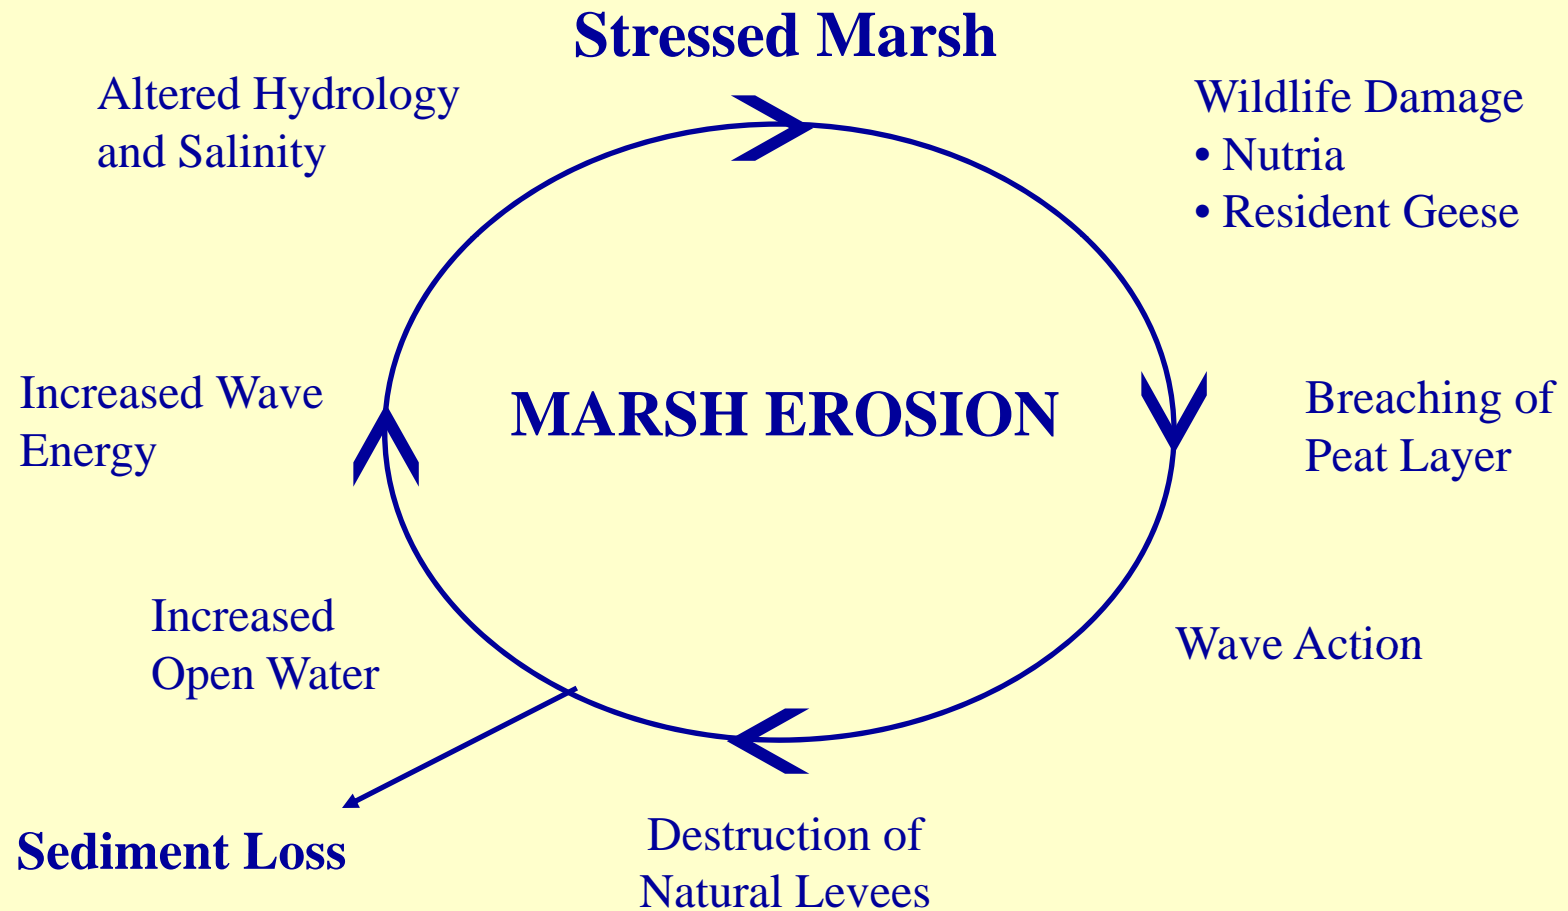 Stressed Marsh
Altered Hydrology
and Salinity
Wildlife Damage
• Nutria
• Resident Geese
Increased Wave
Energy
MARSH EROSION
Breaching of
Peat Layer
Increased
Open Water
Wave Action
Sediment Loss
Destruction of
Natural Levees